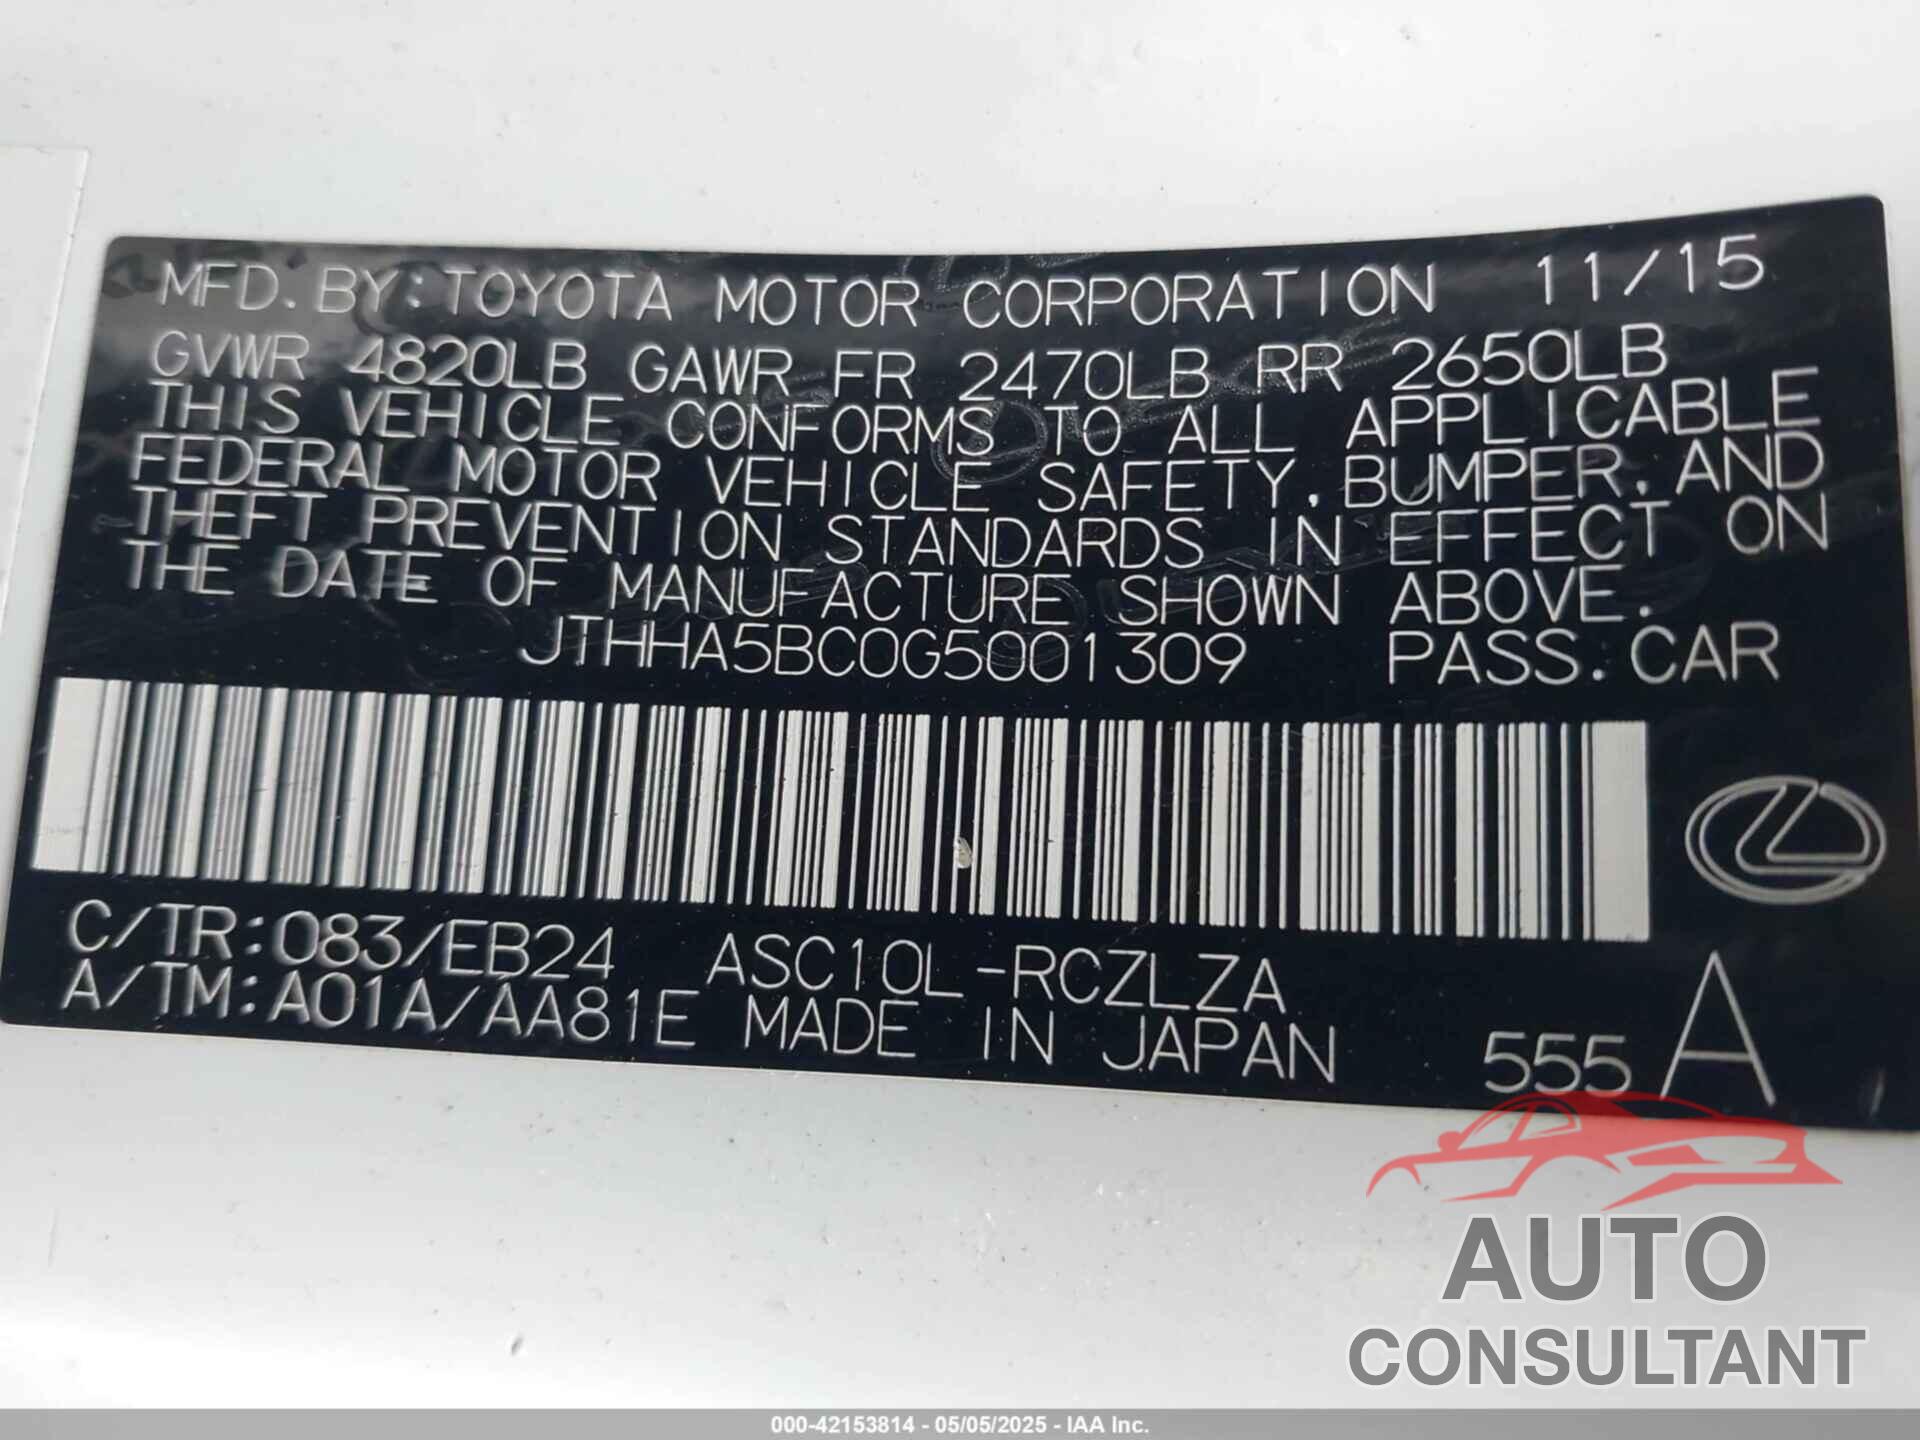 MFD. BY: TOYOTA MOTOR CORPORATION 11/15
GVWR 4820LB GAWR FR 2470LB RR 2650LB
THIS VEHICLE CONFORMS TO ALL APPLICABLE
FEDERAL MOTOR VEHICLE SAFETY, BUMPER, AND
THEFT PREVENTION STANDARDS IN EFFECT ON
THE DATE OF MANUFACTURE SHOWN ABOVE.
JTHHA5BC0G5001309 PASS. CAR
C/TR:083/EB24 ASC10L-RCZLZA
A/TM:A01A/AA81E MADE IN JAPAN 555 A
AUTO
CONSULTANT
000-42153814 - 05/05/2025 - IAA Inc.